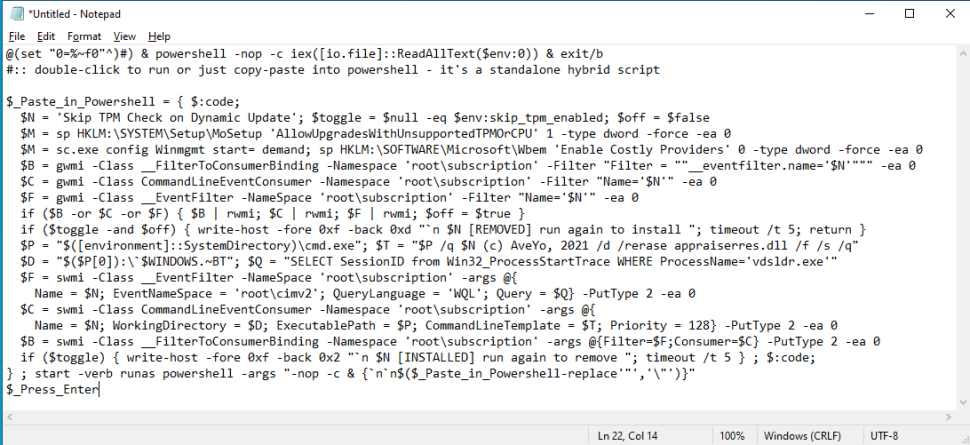 *Untitled - Notepad
File Edit Format View Help
@(set "0=%~f0"^)#) & powershell -nop -c iex([io.file]::ReadAllText($env:0)) & exit/b
#:: double-click to run or just copy-paste into powershell - it's a standalone hybrid script
$_Paste_in_Powershell = { $:code;
$N = 'Skip TPM Check on Dynamic Update'; $toggle = $null -eq $env:skip_tpm_enabled; $off = $false
$M = sp HKLM:\SYSTEM\Setup\MoSetup 'AllowUpgradesWithUnsupportedTPMOrCPU' 1 -type dword -force -ea 0
$M = sc.exe config Winmgmt start= demand; sp HKLM:\SOFTWARE\Microsoft\Wbem 'Enable Costly Providers' 0 -type dword -force -ea 0
$B = gwmi -Class __FilterToConsumerBinding -Namespace 'root\subscription' -Filter "Filter = ""__eventfilter.name='$N'""" -ea 0
$C = gwmi -Class CommandLineEventConsumer -Namespace 'root\subscription' -Filter "Name='$N'" -ea 0
$F = gwmi -Class __EventFilter -NameSpace 'root\subscription' -Filter "Name='$N'" -ea 0
if ($B -or $C -or $F) { $B | rwmi; $C | rwmi; $F | rwmi; $off = $true }
if ($toggle -and $off) { write-host -fore 0xf -back 0xd "`n $N [REMOVED] run again to install "; timeout /t 5; return }
$P = "$([environment]::SystemDirectory)\cmd.exe"; $T = "$P /q $N (c) AveYo, 2021 /d /rerase appraiserres.dll /f /s /q"
$D = "$($P[0]):\`$WINDOWS.~BT"; $Q = "SELECT SessionID from Win32_ProcessStartTrace WHERE ProcessName='vdsldr.exe'"
$F = swmi -Class __EventFilter -NameSpace 'root\subscription' -args @{
Name = $N; EventNameSpace = 'root\cimv2'; QueryLanguage = 'WQL'; Query = $Q} -PutType 2 -ea 0
$C = swmi -Class CommandLineEventConsumer -Namespace 'root\subscription' -args @{
Name = $N; WorkingDirectory = $D; ExecutablePath = $P; CommandLineTemplate = $T; Priority = 128} -PutType 2 -ea 0
$B = swmi -Class __FilterToConsumerBinding -Namespace 'root\subscription' -args @{Filter=$F;Consumer=$C} -PutType 2 -ea 0
if ($toggle) { write-host -fore 0xf -back 0x2 "`n $N [INSTALLED] run again to remove "; timeout /t 5 } ; $:code;
} ; start -verb runas powershell -args "-nop -c & {`n`n$($_Paste_in_Powershell-replace'"','\"')}"
$_Press_Enter
Ln 22, Col 14 100% Windows (CRLF) UTF-8